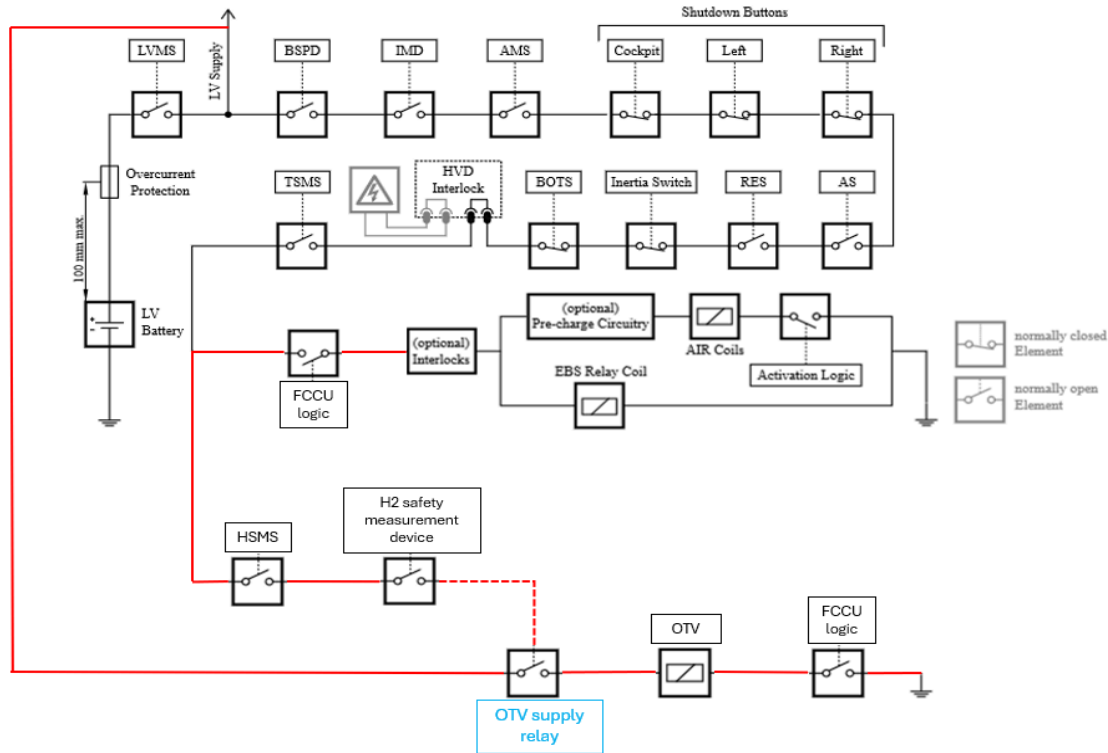 Shutdown Buttons
LVMS
BSPD
IMD
AMS
Cockpit
Left
Right
LV Supply
Overcurrent
Protection
100 mm max.
TSMS
HVD
Interlock
BOTS
Inertia Switch
RES
AS
LV
Battery
+
-
(optional)
Pre-charge Circuitry
AIR Coils
Activation Logic
(optional)
Interlocks
EBS Relay Coil
FCCU
logic
normally closed
Element
normally open
Element
HSMS
H2 safety
measurement
device
OTV
FCCU
logic
OTV supply
relay